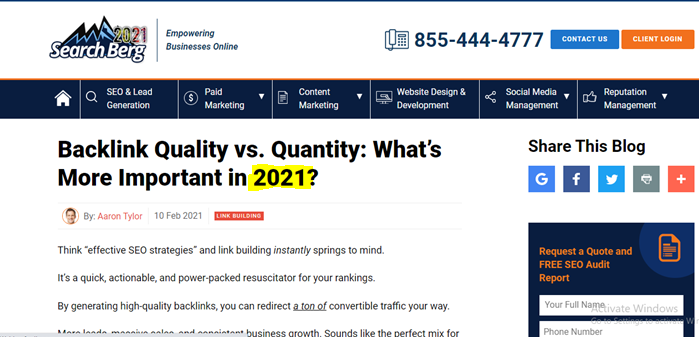 2021
Search Berg
Empowering
Businesses Online
855-444-4777
CONTACT US
CLIENT LOGIN
SEO & Lead
Generation
Paid
Marketing
Content
Marketing
Website Design &
Development
Social Media
Management
Reputation
Management
Backlink Quality vs. Quantity: What's
More Important in 2021?
By: Aaron Tylor 10 Feb 2021 LINK BUILDING
Think “effective SEO strategies” and link building instantly springs to mind.
It's a quick, actionable, and power-packed resuscitator for your rankings.
By generating high-quality backlinks, you can redirect a ton of convertible traffic your way.
More leads, massive sales, and consistent business growth. Sounds like the perfect mix for
Share This Blog
Request a Quote and
FREE SEO Audit
Report
Your Full Name
Activate Windows
Go to Settings to activate W
Phone Number